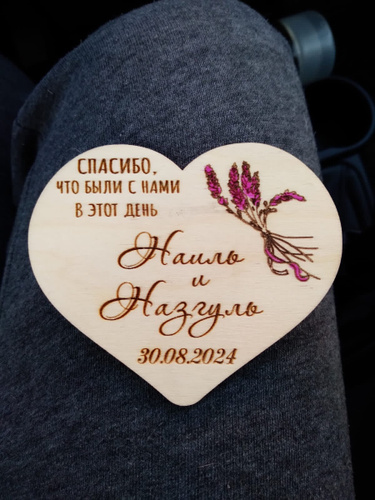 СПАСИБО,
ЧТО БЫЛИ С НАМИ
В ЭТОТ ДЕНЬ
Наиль
и
Назгуль
30.08.2024